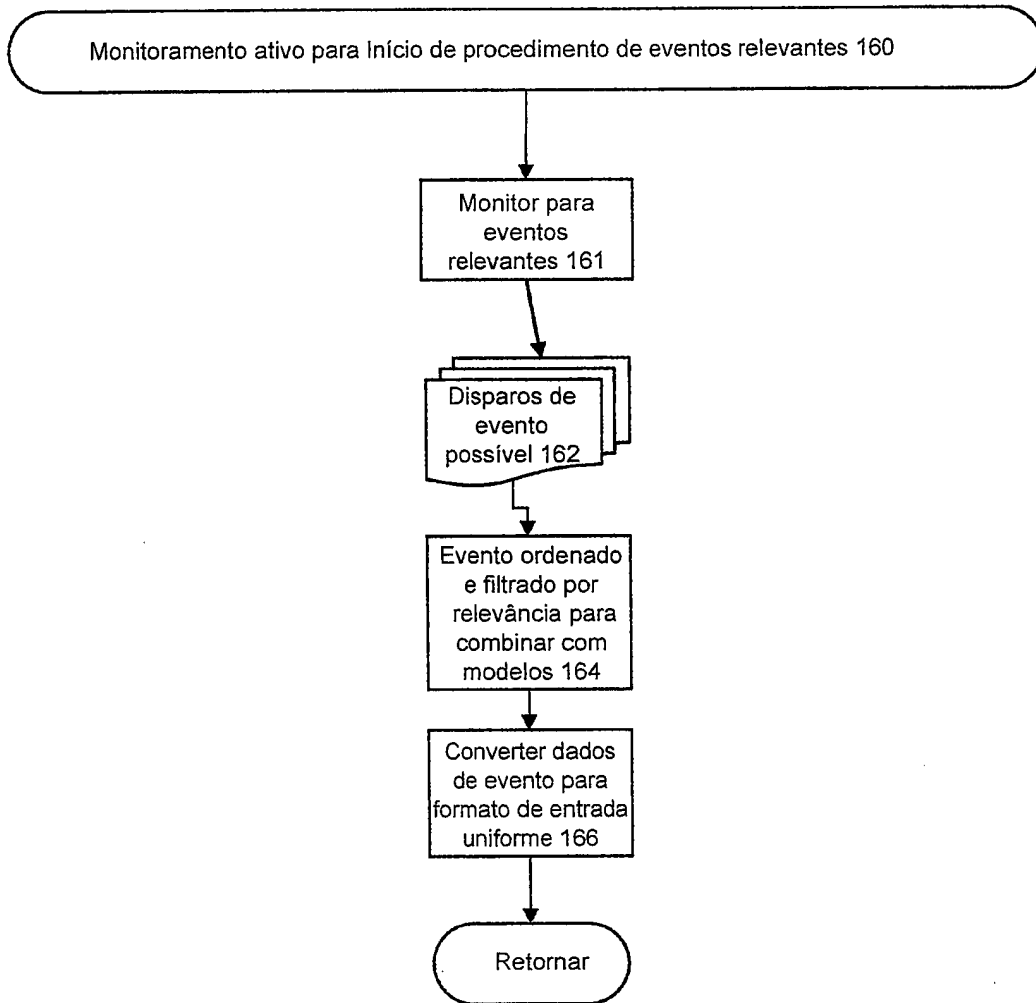 Monitoramento ativo para Início de procedimento de eventos relevantes 160
Monitor para
eventos
relevantes 161
Disparos de
evento
possível 162
Evento ordenado
e filtrado por
relevância para
combinar com
modelos 164
Converter dados
de evento para
formato de entrada
uniforme 166
Retornar